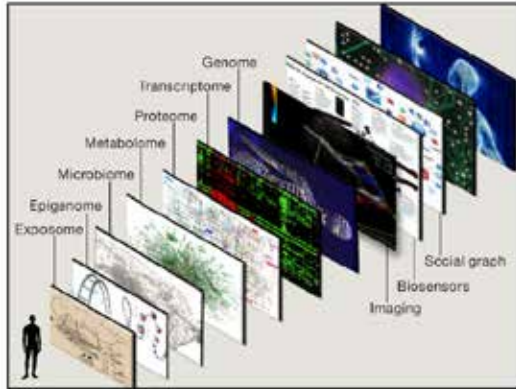 Genome
Transcriptome
Proteome
Metabolome
Microbiome
Epigenome
Exposome
Social graph
Biosensors
Imaging